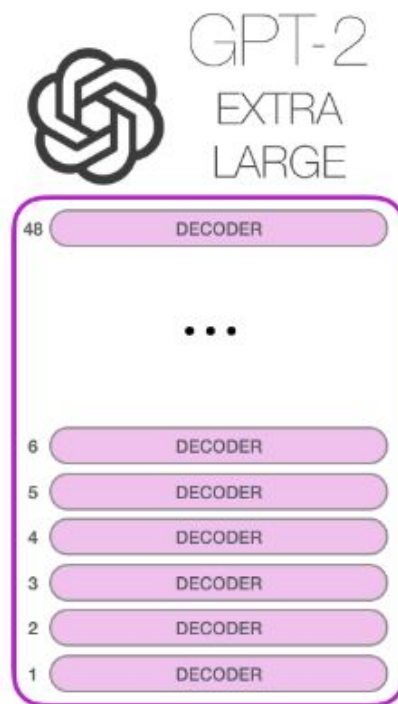 GPT-2
EXTRA
LARGE
48 DECODER
...
6 DECODER
5 DECODER
4 DECODER
3 DECODER
2 DECODER
1 DECODER